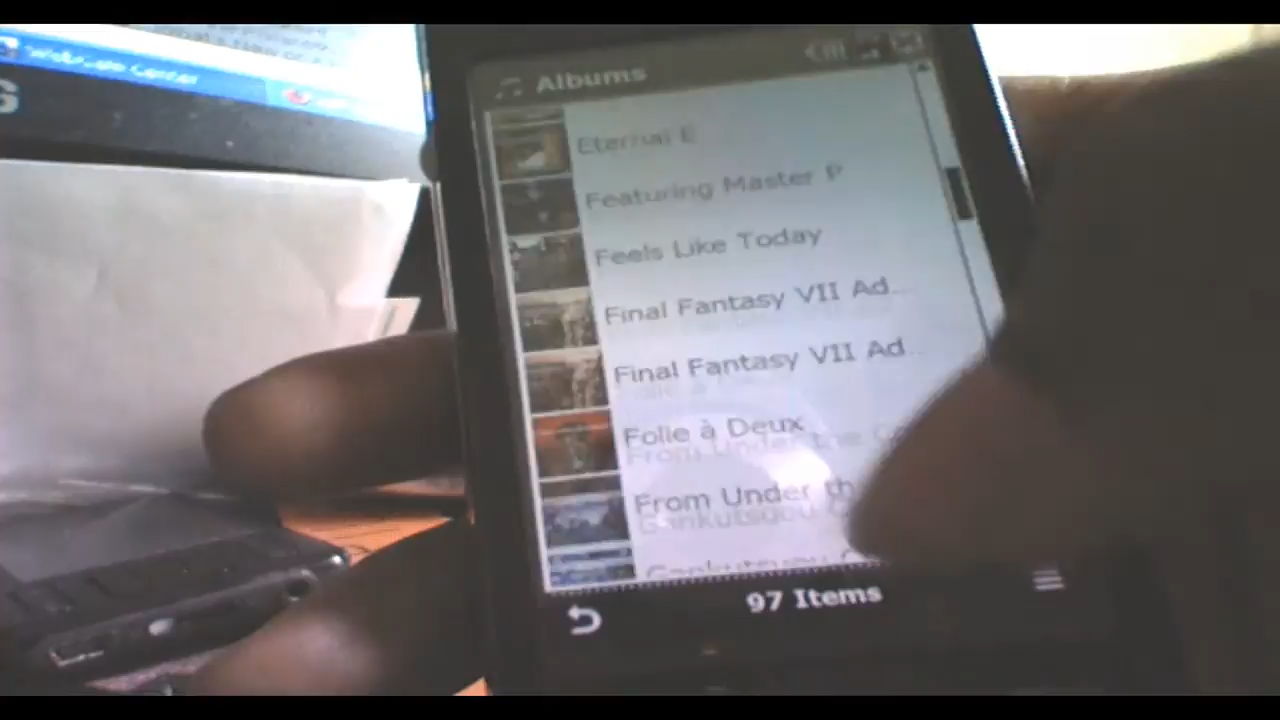 Albums
Eternal E
Featuring Master P
Feels Like Today
Final Fantasy VII Ad...
Final Fantasy VII Ad...
Folie à Deux
From Under th
Gankutsuou
97 Items
G